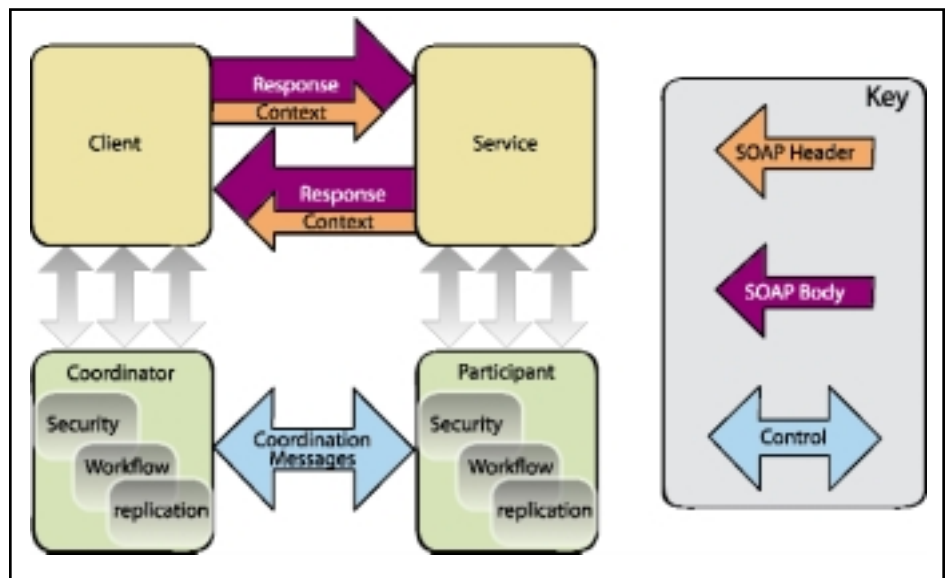 Client
Response
Context
Service
Response
Context
Coordinator
Security
Workflow
replication
Coordination
Messages
Participant
Security
Workflow
replication
Key
SOAP Header
SOAP Body
Control